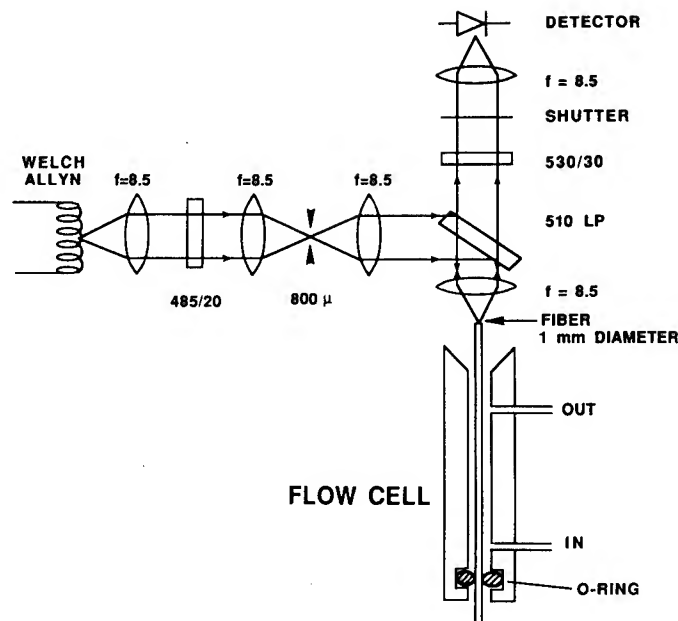 DETECTOR
f = 8.5
SHUTTER
530/30
WELCH
ALLYN
f=8.5
f=8.5
f=8.5
510 LP
485/20
800 μ
f = 8.5
FIBER
1 mm DIAMETER
OUT
FLOW CELL
IN
O-RING